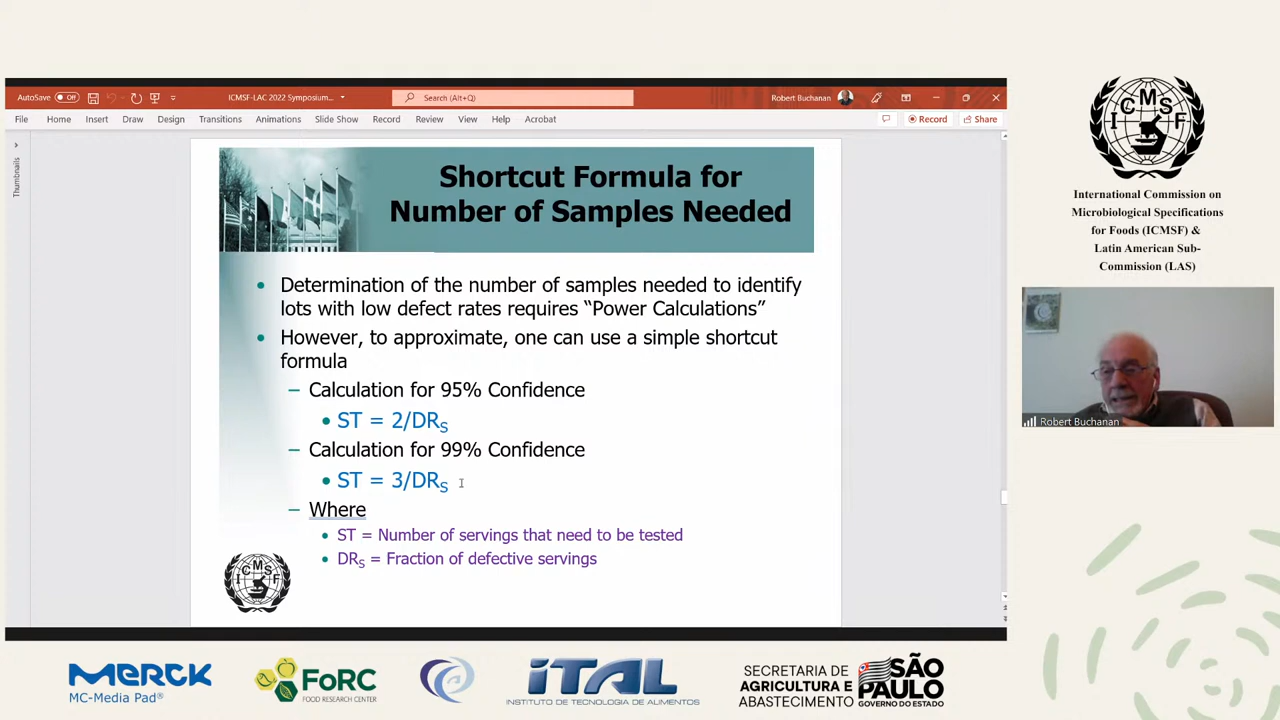 AutoSave Off
ICMSF-LAC 2022 Symposium...
Search (Alt+Q)
Robert Buchanan
File Home Insert Draw Design Transitions Animations Slide Show Record Review View Help Acrobat
Record Share
Thumbnails
Shortcut Formula for
Number of Samples Needed
• Determination of the number of samples needed to identify
lots with low defect rates requires “Power Calculations”
• However, to approximate, one can use a simple shortcut
formula
– Calculation for 95% Confidence
• ST = 2/DRS
– Calculation for 99% Confidence
• ST = 3/DRS
– Where
• ST = Number of servings that need to be tested
• DRS = Fraction of defective servings
ICMSF
ICMSF
International Commission on
Microbiological Specifications
for Foods (ICMSF) &
Latin American Sub-
Commission (LAS)
Robert Buchanan
MERCK
MC-Media Pad®
FoRC
FOOD RESEARCH CENTER
iTAL
INSTITUTO DE TECNOLOGIA DE ALIMENTOS
SECRETARIA DE
AGRICULTURA E
ABASTECIMENTO
SÃO
PAULO
GOVERNO DO ESTADO